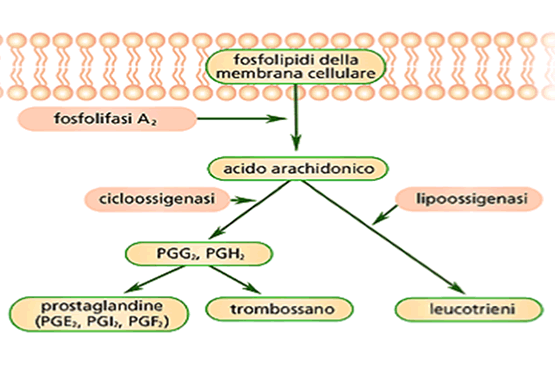 fosfolipidi della
membrana cellulare
fosfolifasi A₂
acido arachidonico
cicloossigenasi
lipoossigenasi
PGG₂, PGH₂
prostaglandine
(PGE₂, PGI₂, PGF₂)
trombossano
leucotrieni